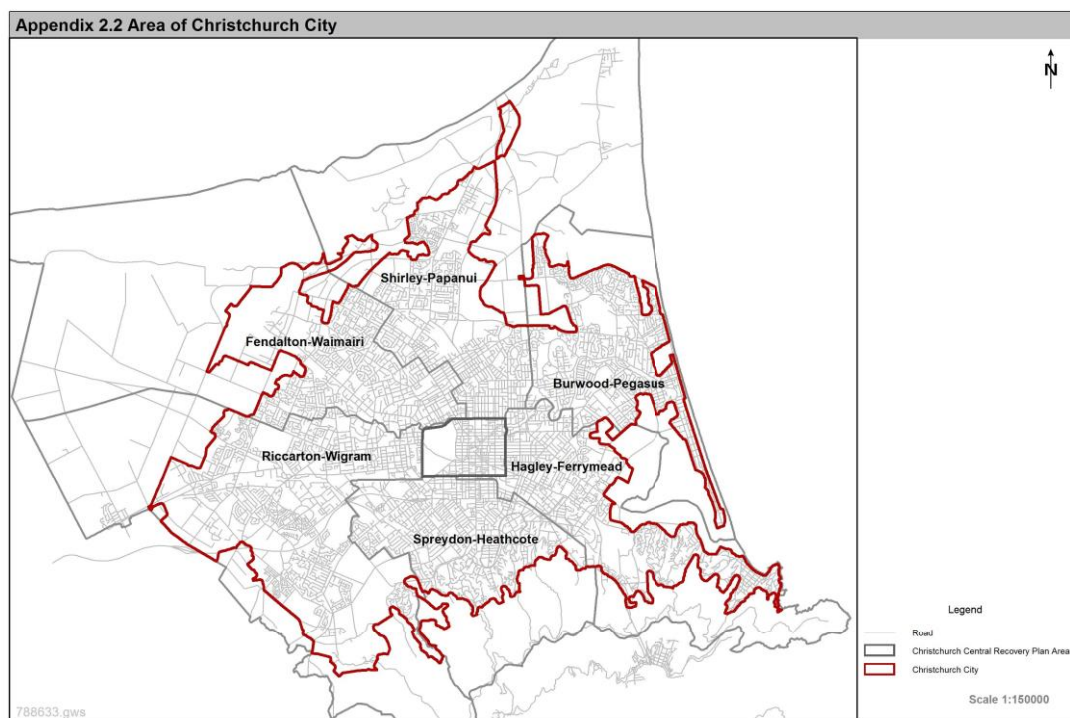 Appendix 2.2 Area of Christchurch City
N
Shirley-Papanui
Fendalton-Waimairi
Burwood-Pegasus
Riccarton-Wigram
Hagley-Ferrymead
Spreydon-Heathcote
Legend
Road
Christchurch Central Recovery Plan Area
Christchurch City
Scale 1:150000
788633.gws